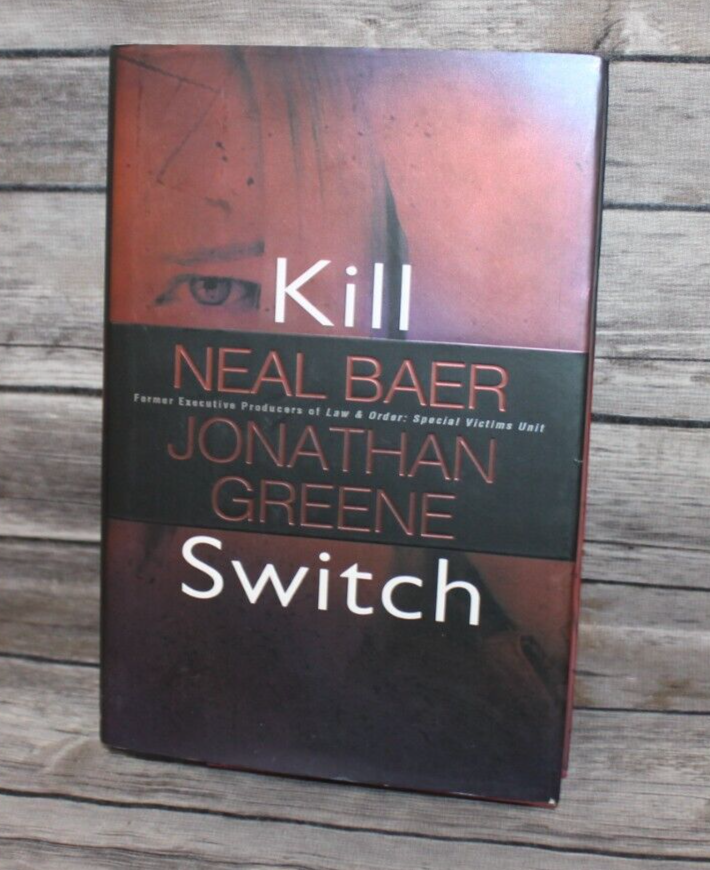 Kill
NEAL BAER
Former Executive Producers of Law & Order: Special Victims Unit
JONATHAN
GREENE
Switch